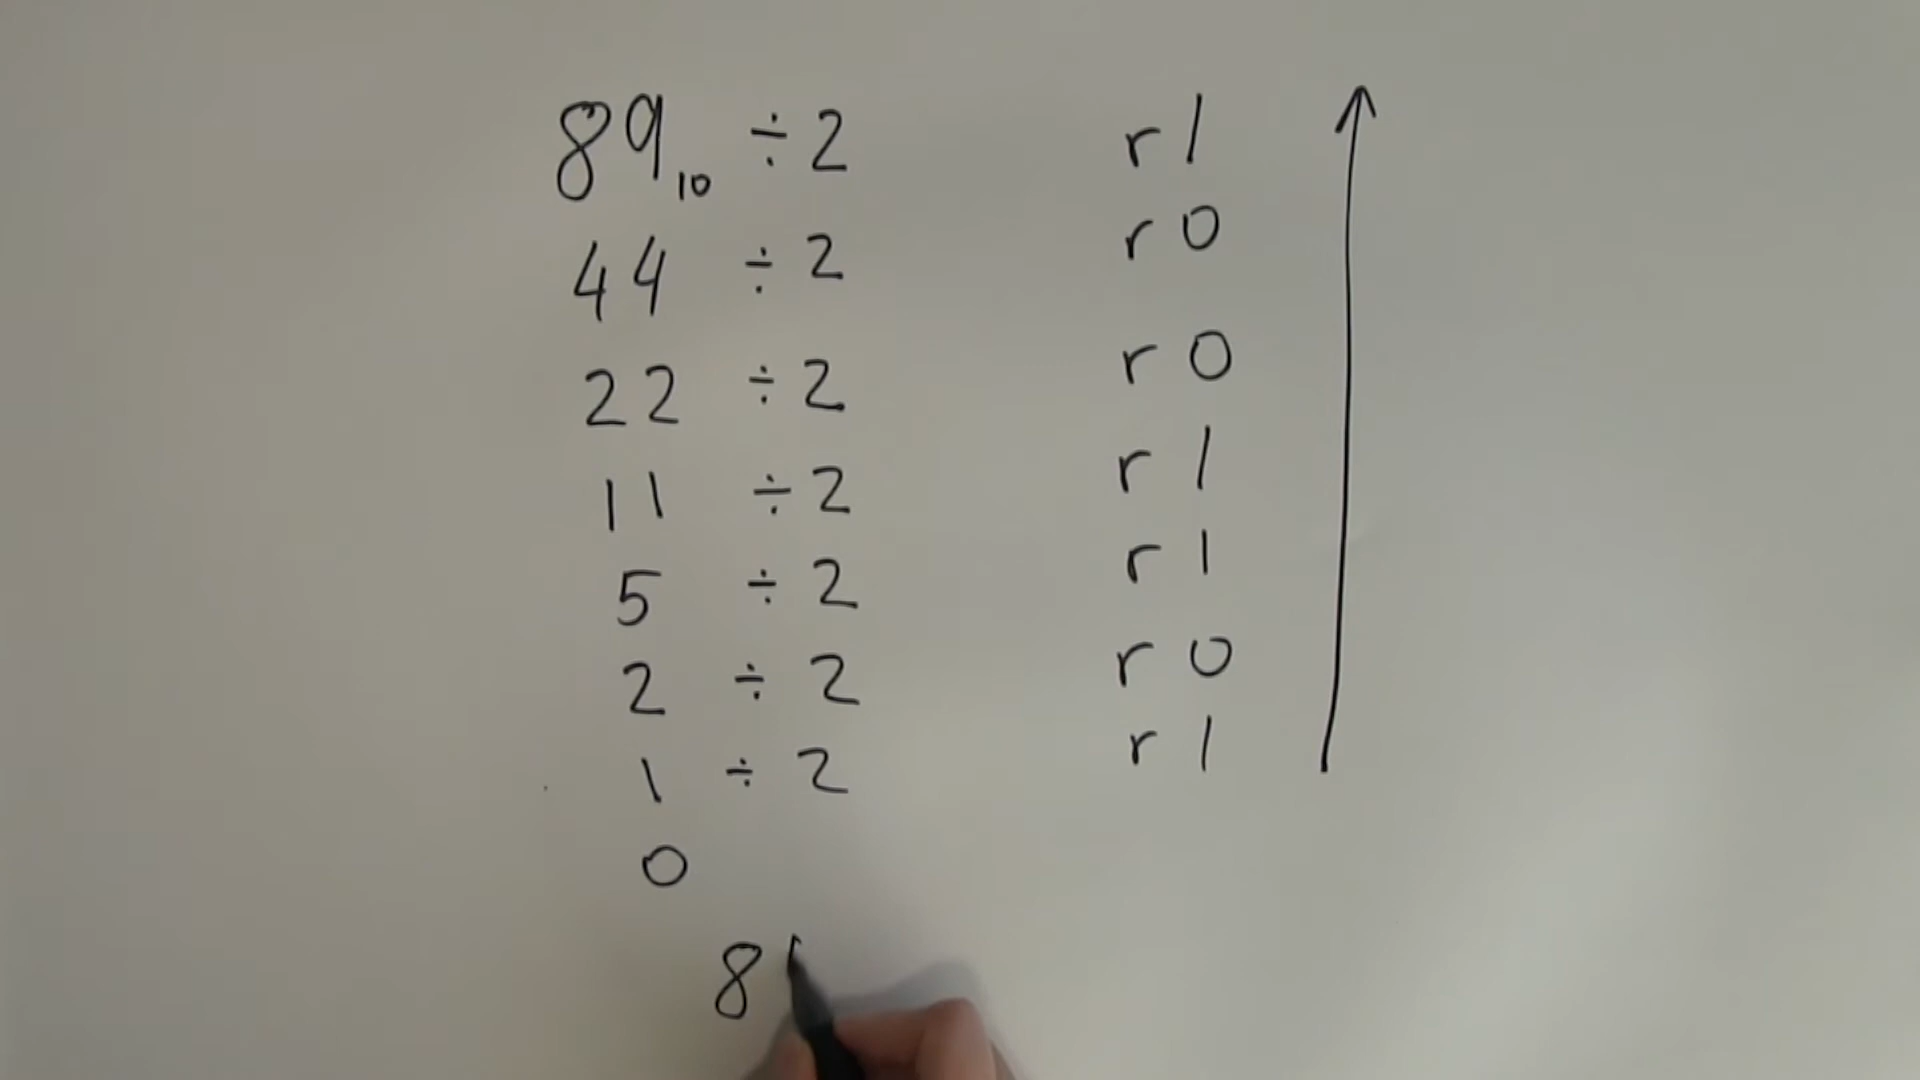 89₁₀ ÷ 2 r 1
44 ÷ 2 r 0
22 ÷ 2 r 0
11 ÷ 2 r 1
5 ÷ 2 r 1
2 ÷ 2 r 0
1 ÷ 2 r 1
0
8